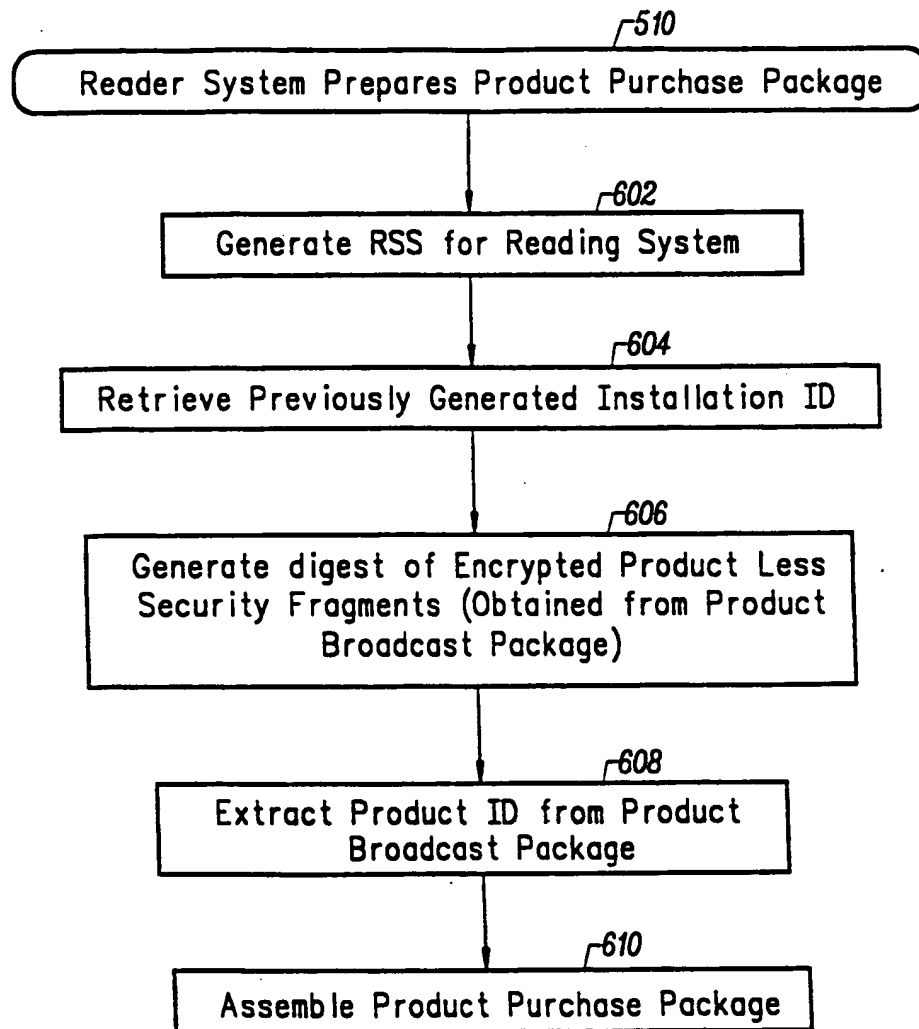 510
Reader System Prepares Product Purchase Package
602
Generate RSS for Reading System
604
Retrieve Previously Generated Installation ID
606
Generate digest of Encrypted Product Less
Security Fragments (Obtained from Product
Broadcast Package)
608
Extract Product ID from Product
Broadcast Package
610
Assemble Product Purchase Package